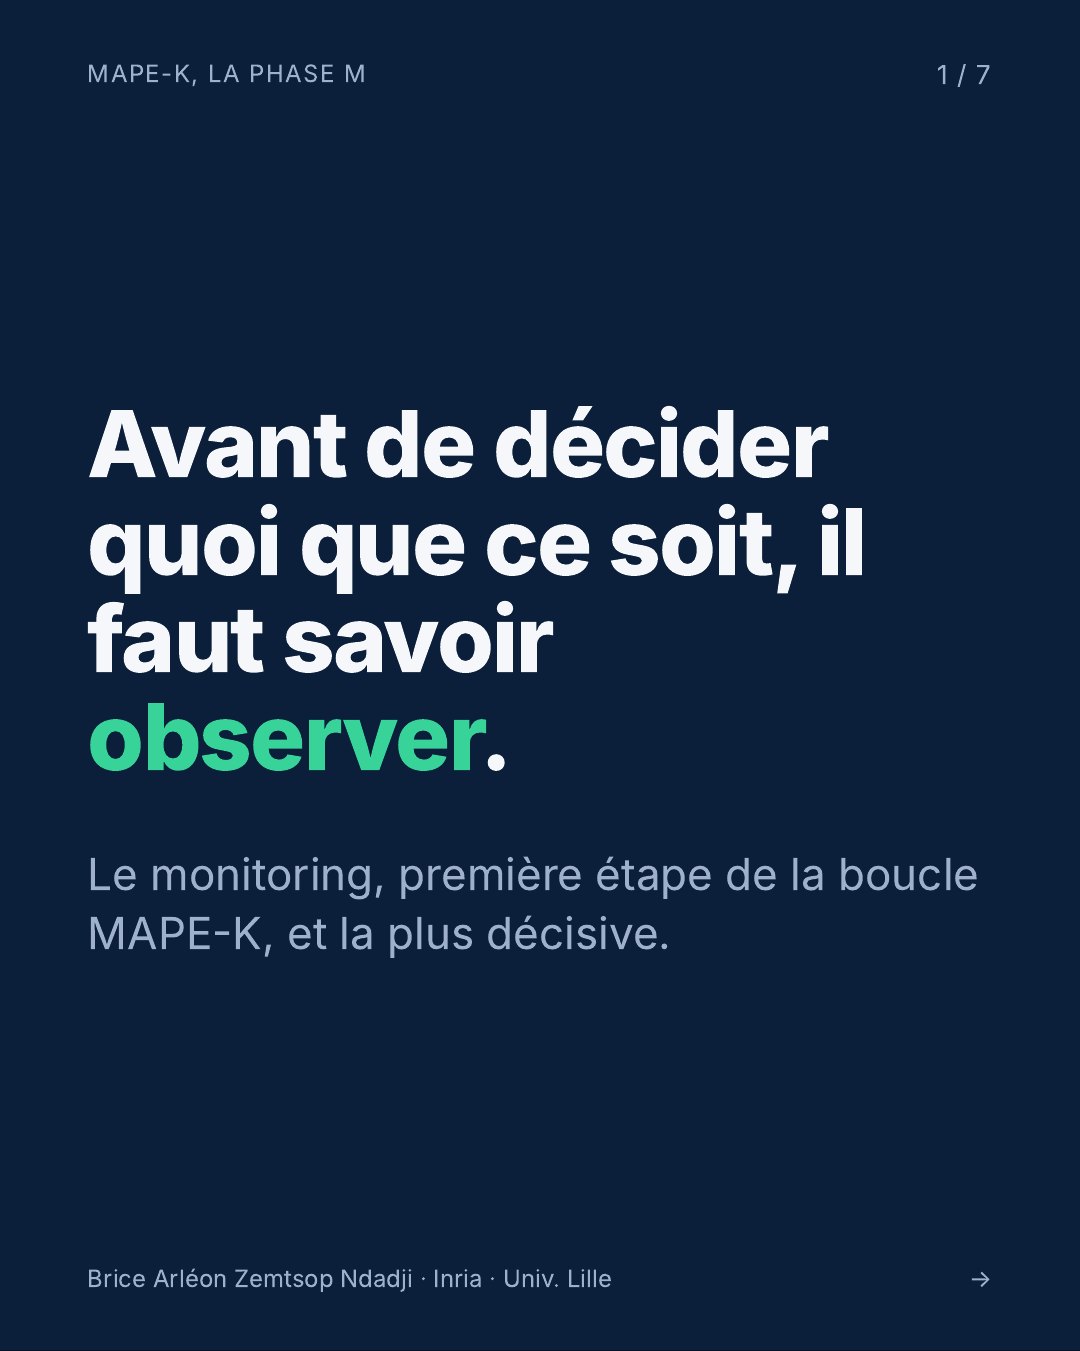 MAPE-K, LA PHASE M
1 / 7
Avant de décider
quoi que ce soit, il
faut savoir
observer.
Le monitoring, première étape de la boucle
MAPE-K, et la plus décisive.
Brice Arléon Zemtsop Ndadji · Inria · Univ. Lille
→